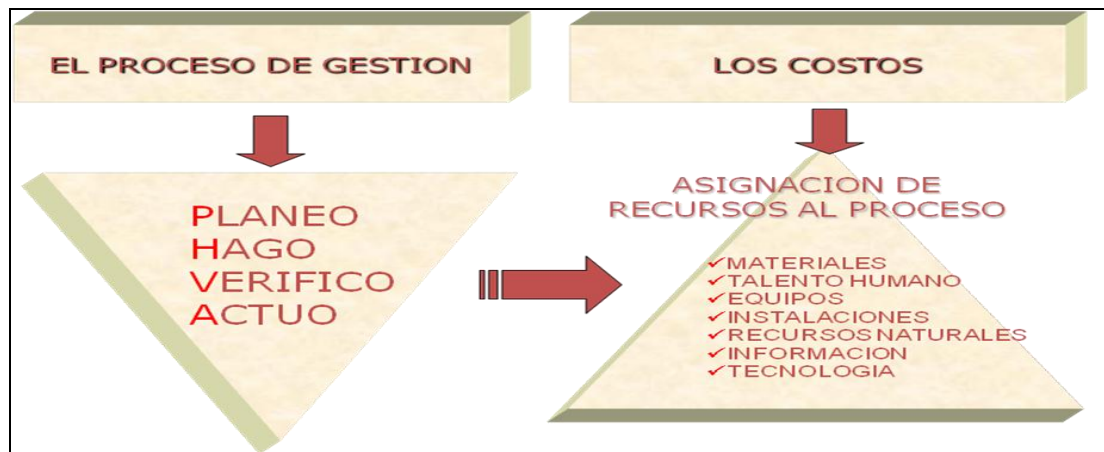 EL PROCESO DE GESTION
LOS COSTOS
PLANEO
HAGO
VERIFICO
ACTUO
ASIGNACION DE
RECURSOS AL PROCESO
✓MATERIALES
✓TALENTO HUMANO
✓EQUIPOS
✓INSTALACIONES
✓RECURSOS NATURALES
✓INFORMACION
✓TECNOLOGIA